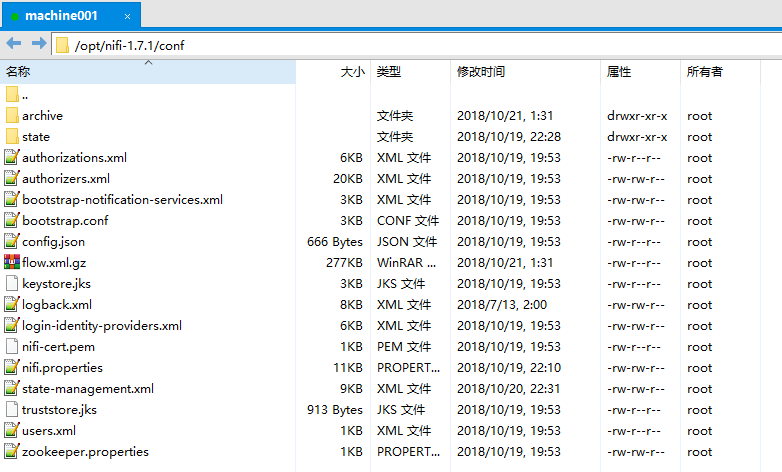 machine001 ×
/opt/nifi-1.7.1/conf
名称 大小 类型 修改时间 属性 所有者
..
archive 文件夹 2018/10/21, 1:31 drwxr-xr-x root
state 文件夹 2018/10/19, 22:28 drwxr-xr-x root
authorizations.xml 6KB XML 文件 2018/10/19, 19:53 -rw-r--r-- root
authorizers.xml 20KB XML 文件 2018/10/19, 19:53 -rw-rw-r-- root
bootstrap-notification-services.xml 3KB XML 文件 2018/10/19, 19:53 -rw-rw-r-- root
bootstrap.conf 3KB CONF 文件 2018/10/19, 19:53 -rw-rw-r-- root
config.json 666 Bytes JSON 文件 2018/10/19, 19:53 -rw-r--r-- root
flow.xml.gz 277KB WinRAR ... 2018/10/21, 1:31 -rw-r--r-- root
keystore.jks 3KB JKS 文件 2018/10/19, 19:53 -rw-r--r-- root
logback.xml 8KB XML 文件 2018/7/13, 2:00 -rw-rw-r-- root
login-identity-providers.xml 6KB XML 文件 2018/10/19, 19:53 -rw-rw-r-- root
nifi-cert.pem 1KB PEM 文件 2018/10/19, 19:53 -rw-r--r-- root
nifi.properties 11KB PROPERT... 2018/10/19, 22:10 -rw-rw-r-- root
state-management.xml 9KB XML 文件 2018/10/20, 22:31 -rw-rw-r-- root
truststore.jks 913 Bytes JKS 文件 2018/10/19, 19:53 -rw-r--r-- root
users.xml 1KB XML 文件 2018/10/19, 19:53 -rw-r--r-- root
zookeeper.properties 1KB PROPERT... 2018/10/19, 19:53 -rw-rw-r-- root